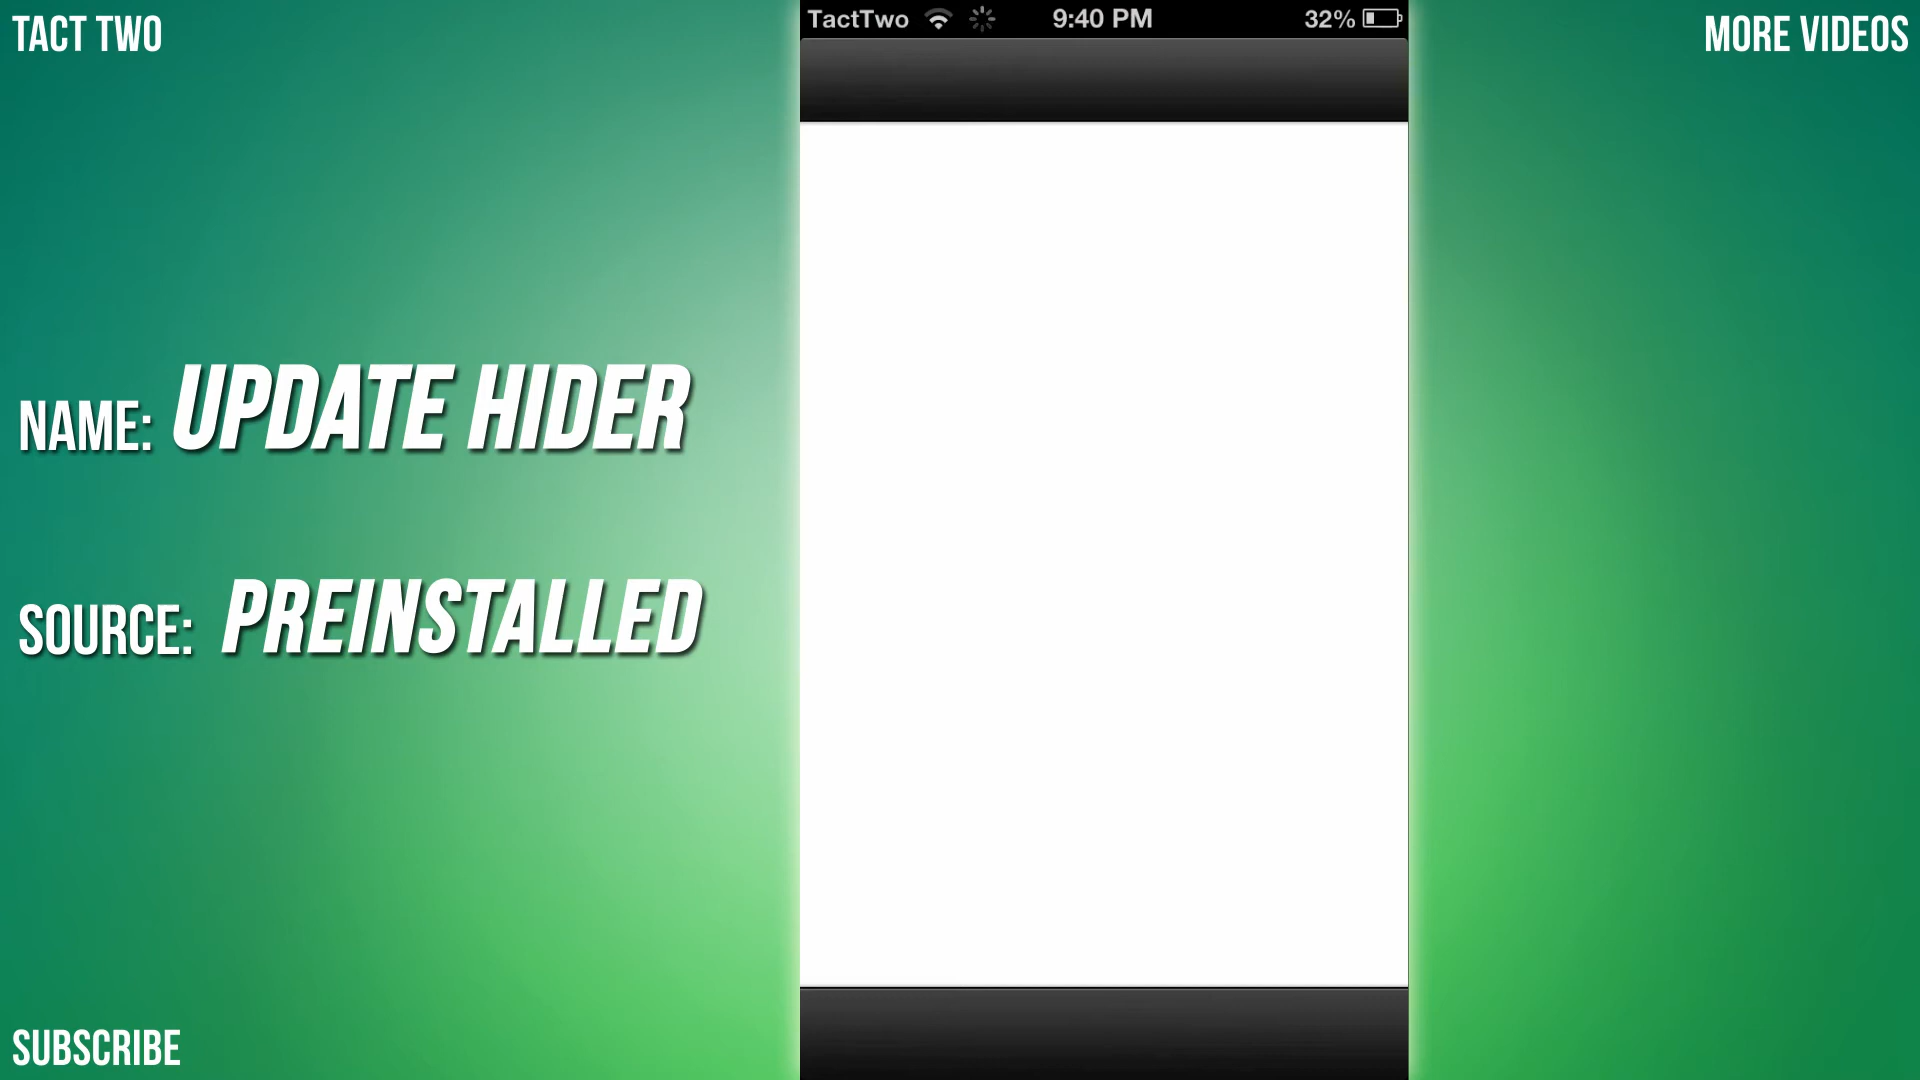 TACT TWO
TactTwo 9:40 PM 32%
MORE VIDEOS
NAME: UPDATE HIDER
SOURCE: PREINSTALLED
SUBSCRIBE